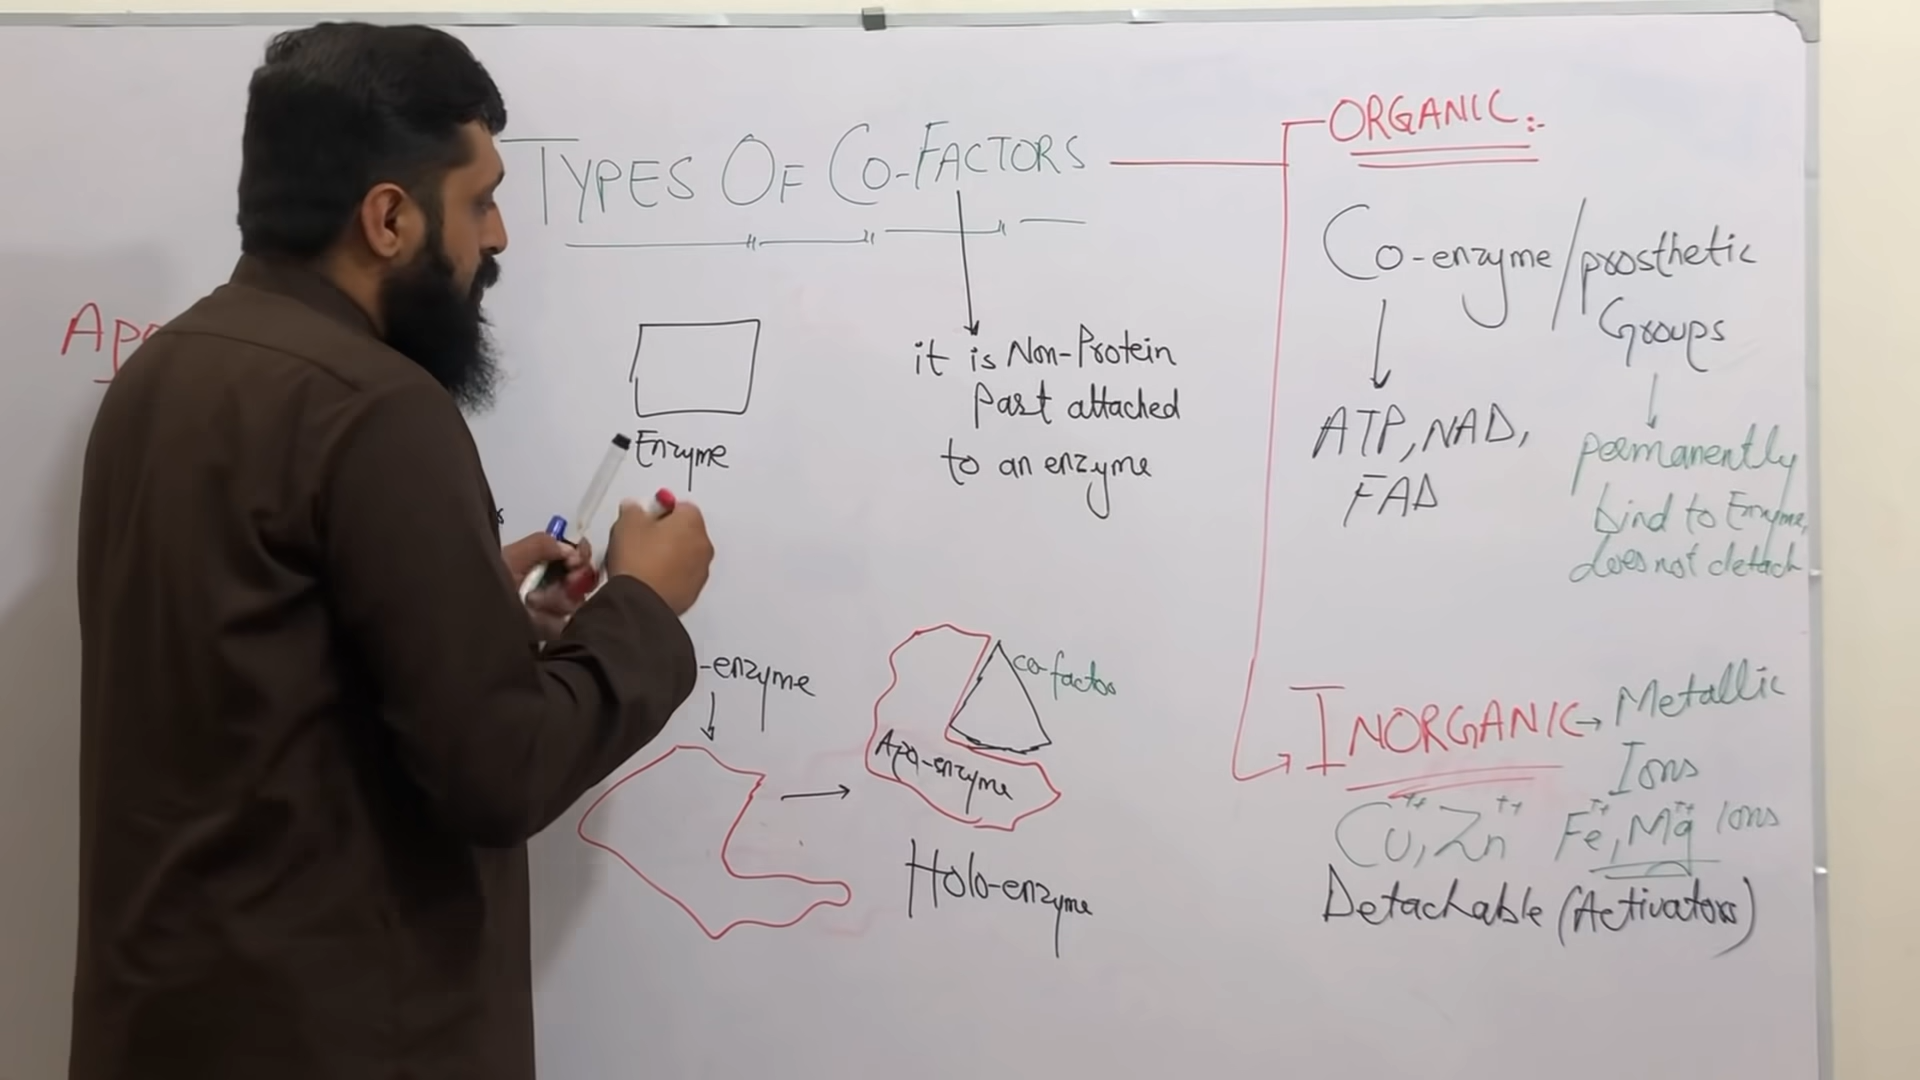 TYPES OF CO-FACTORS
it is Non-Protein
Part attached
to an enzyme
Enzyme
-enzyme
co-factor
Apo-enzyme
Holo-enzyme
ORGANIC:-
Co-enzyme/prosthetic
Groups
ATP, NAD,
FAD
permanently
bind to Enzyme,
does not detach
INORGANIC → Metallic
Ions
Cu++, Zn++ Fe++, Mg++ Ions
Detachable (Activators)